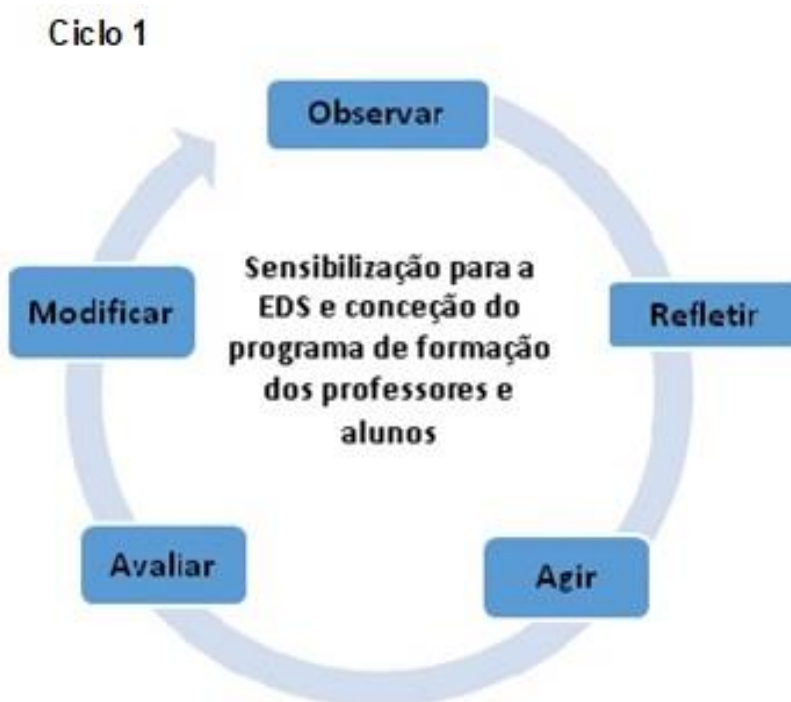 Ciclo 1
Observar
Refletir
Agir
Avaliar
Modificar
Sensibilização para a
EDS e conceção do
programa de formação
dos professores e
alunos